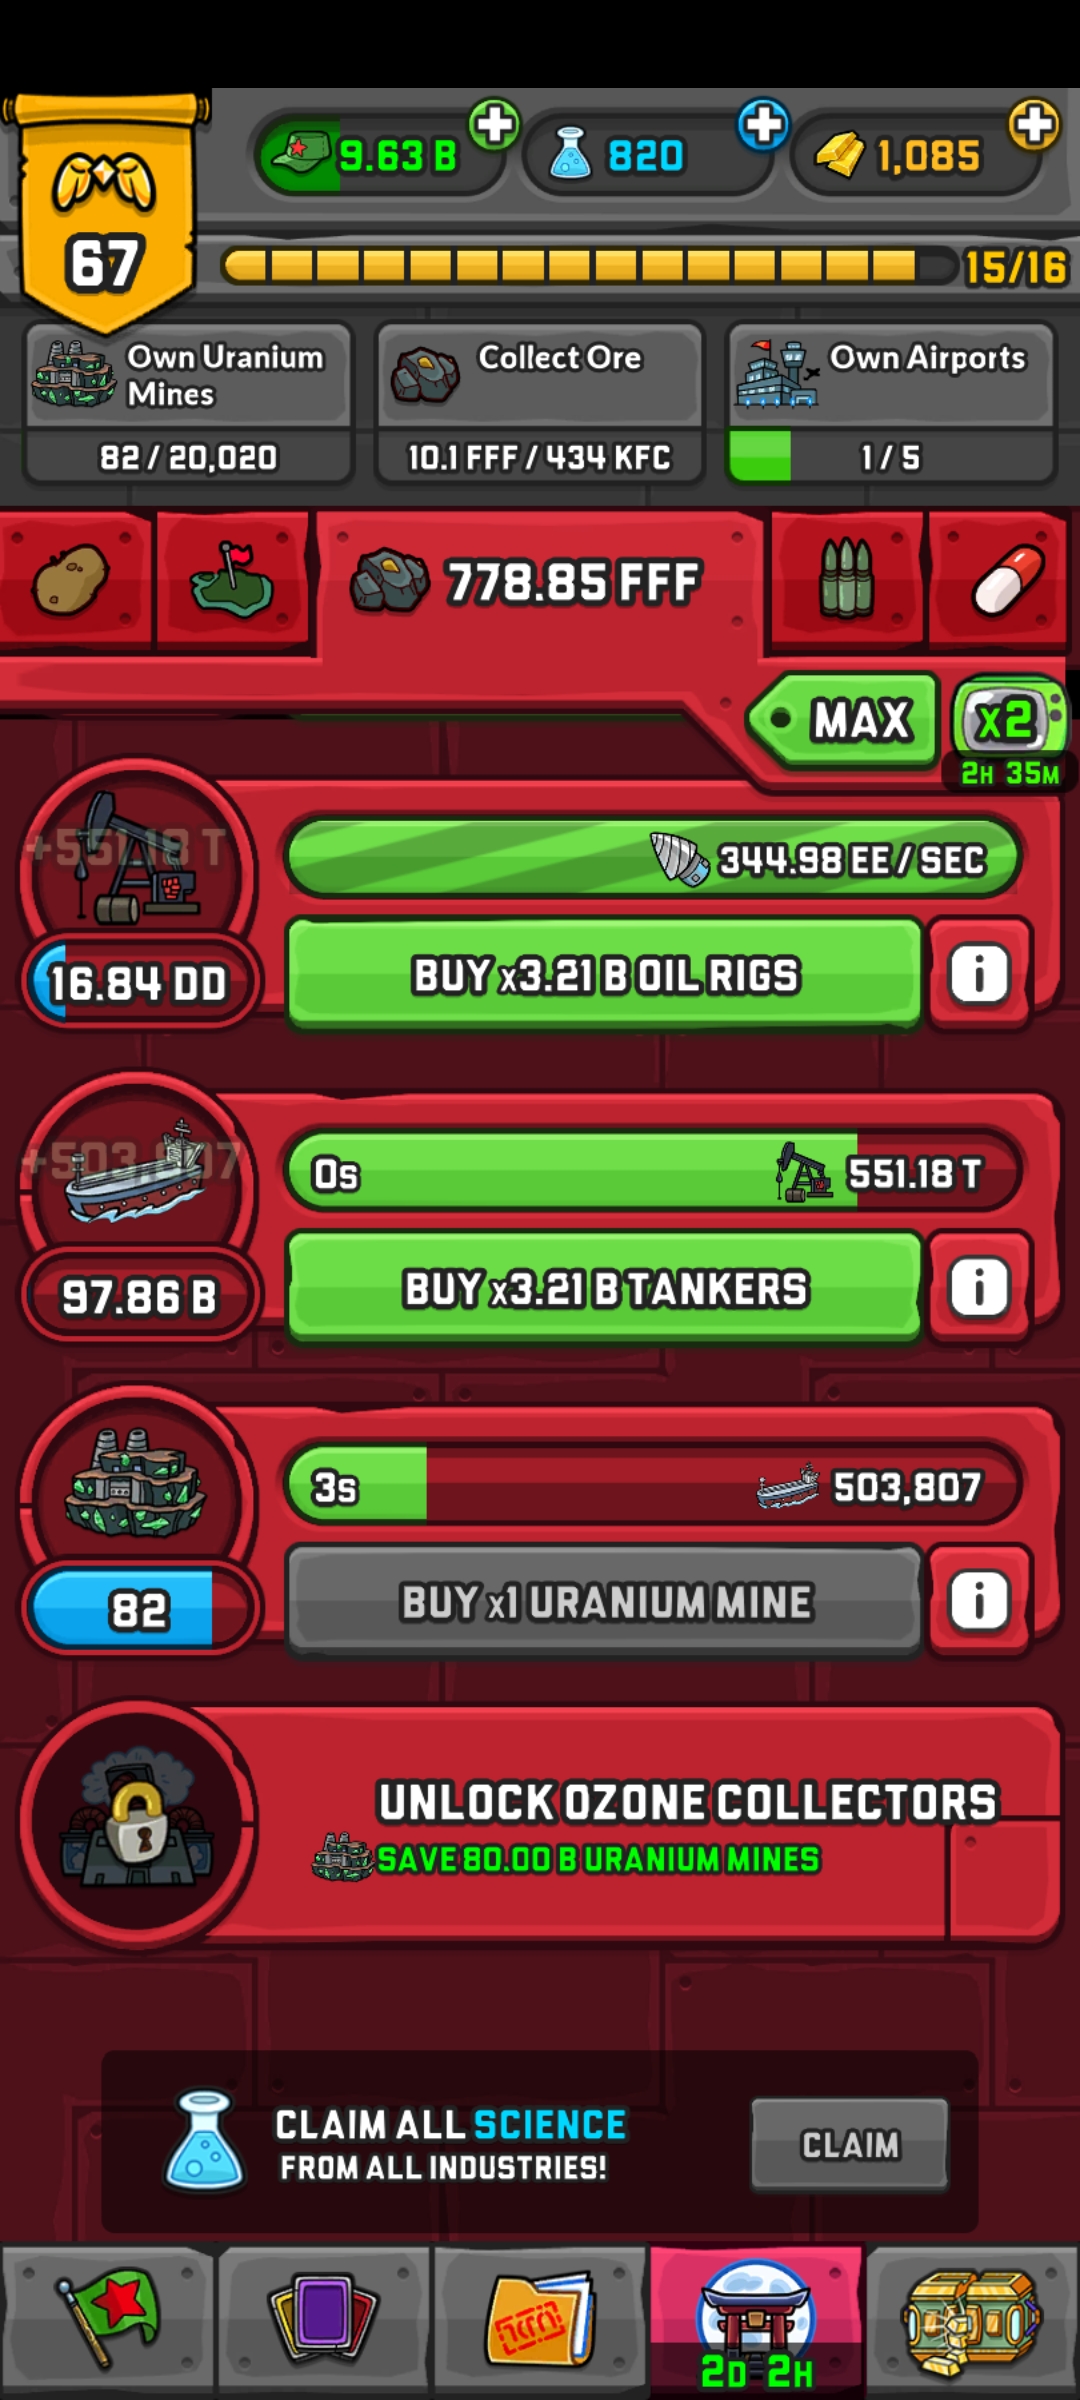 9.63 B
820
1,085
67
15/16
Own Uranium
Mines
82 / 20,020
Collect Ore
10.1 FFF / 434 KFC
Own Airports
1 / 5
778.85 FFF
MAX
x2
2H 35M
+551.18 T
344.98 EE / SEC
16.84 DD
BUY x3.21 B OIL RIGS
i
+503,807
0s
551.18 T
97.86 B
BUY x3.21 B TANKERS
i
3s
503,807
82
BUY x1 URANIUM MINE
i
UNLOCK OZONE COLLECTORS
SAVE 80.00 B URANIUM MINES
CLAIM ALL SCIENCE
FROM ALL INDUSTRIES!
CLAIM
2D 2H